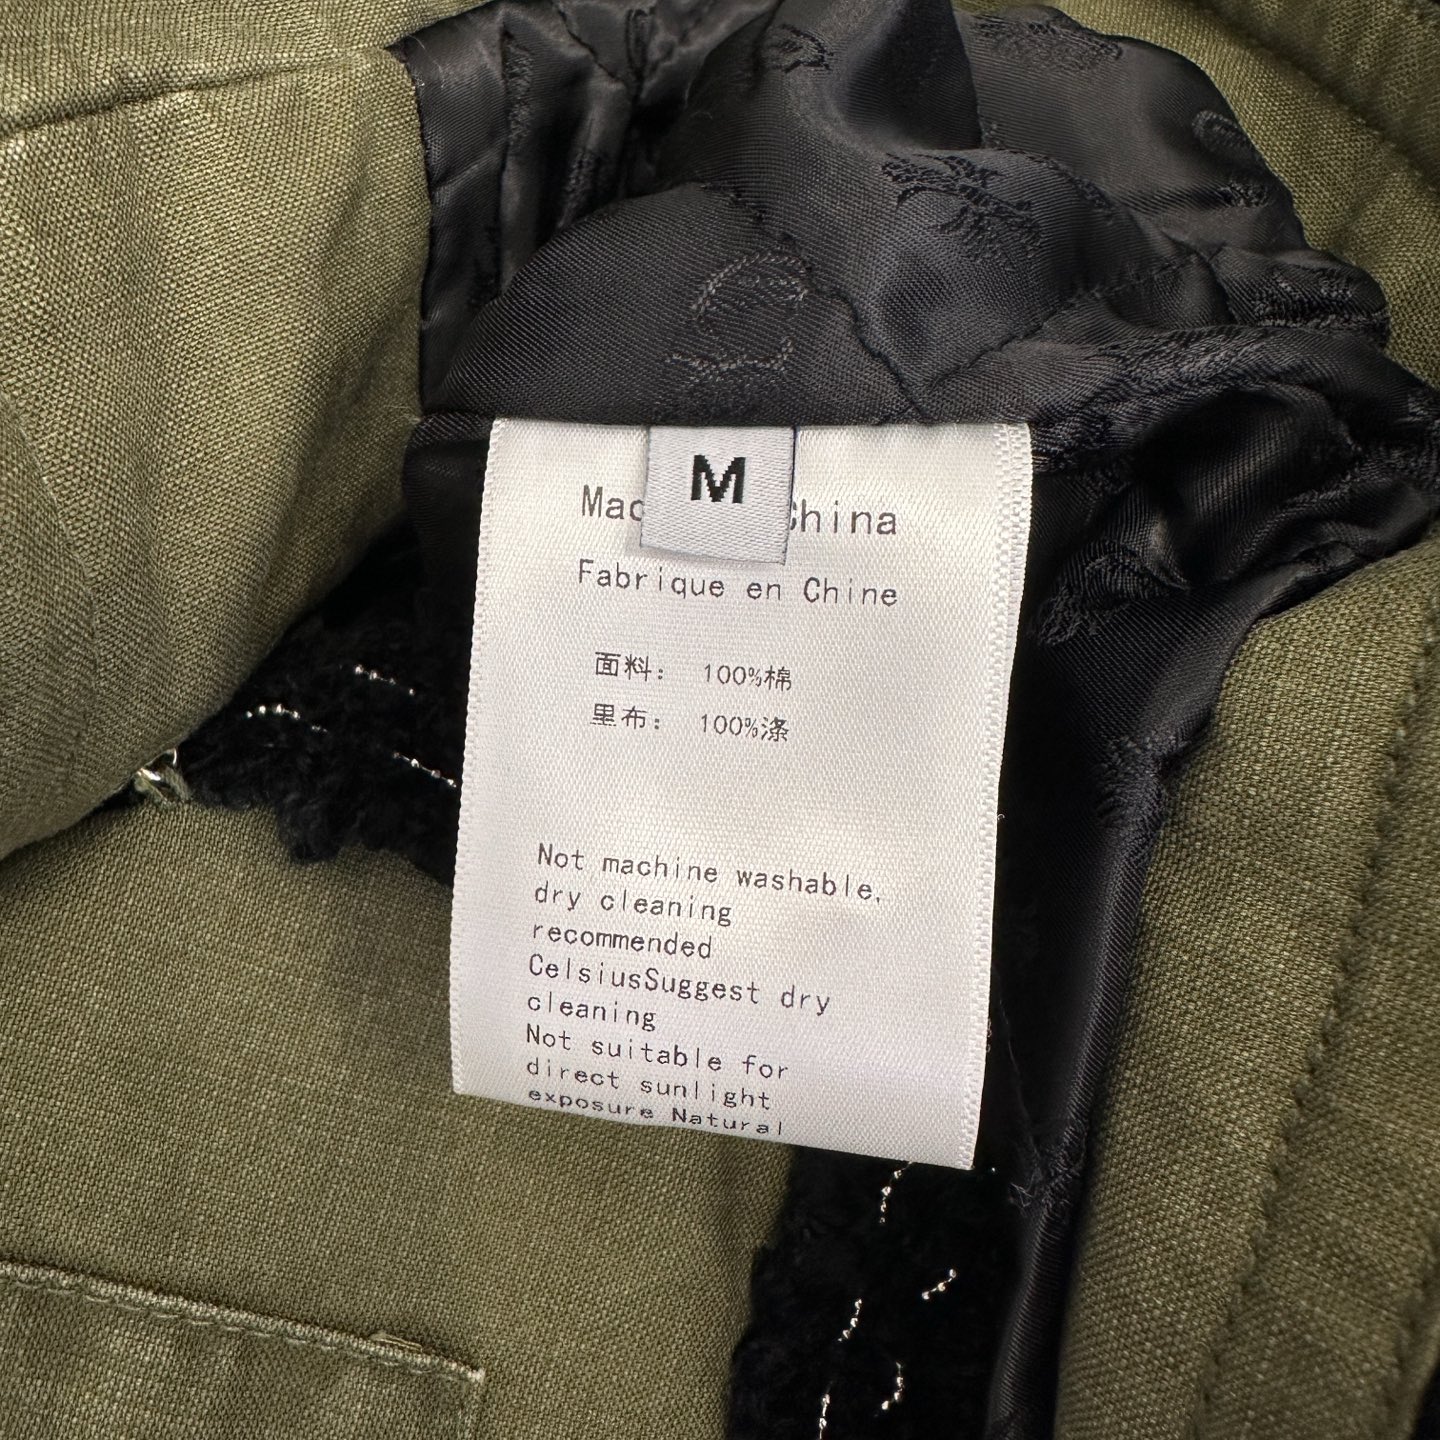 M
China
Fabrique en Chine
面料： 100%棉
里布： 100%涤
Not machine washable,
dry cleaning
recommended
CelsiusSuggest dry
cleaning
Not suitable for
direct sunlight
exposure Natural